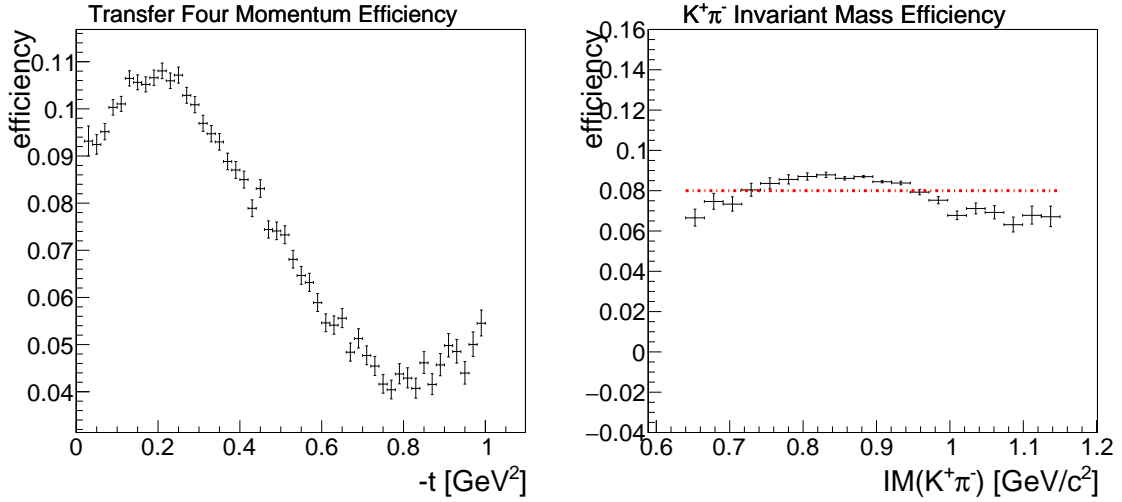 Transfer Four Momentum Efficiency
efficiency
0.11
0.1
0.09
0.08
0.07
0.06
0.05
0.04
0 0.2 0.4 0.6 0.8 1
-t [GeV²]
K⁺π⁻ Invariant Mass Efficiency
efficiency
0.16
0.14
0.12
0.1
0.08
0.06
0.04
0.02
0
−0.02
−0.04
0.6 0.7 0.8 0.9 1 1.1 1.2
IM(K⁺π⁻) [GeV/c²]